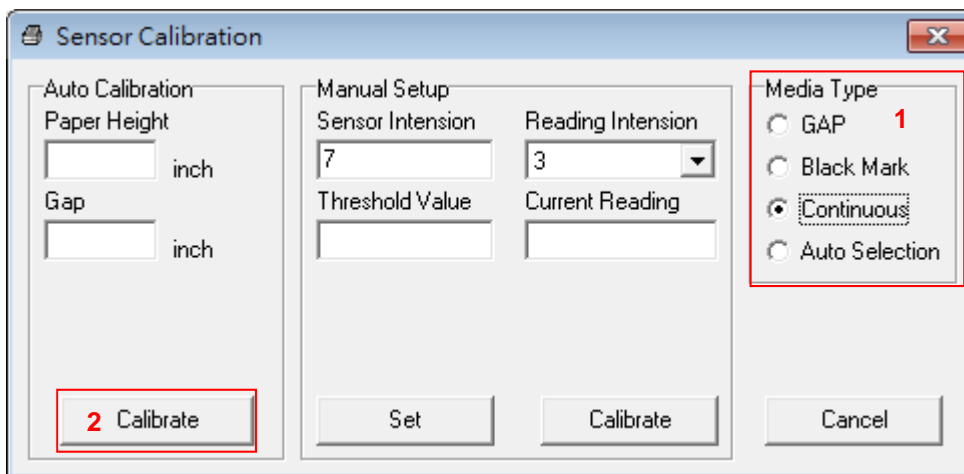 Sensor Calibration
Auto Calibration
Paper Height
inch
Gap
inch
2 Calibrate
Manual Setup
Sensor Intension Reading Intension
7 3
Threshold Value Current Reading
Set Calibrate
Media Type
GAP 1
Black Mark
Continuous
Auto Selection
Cancel